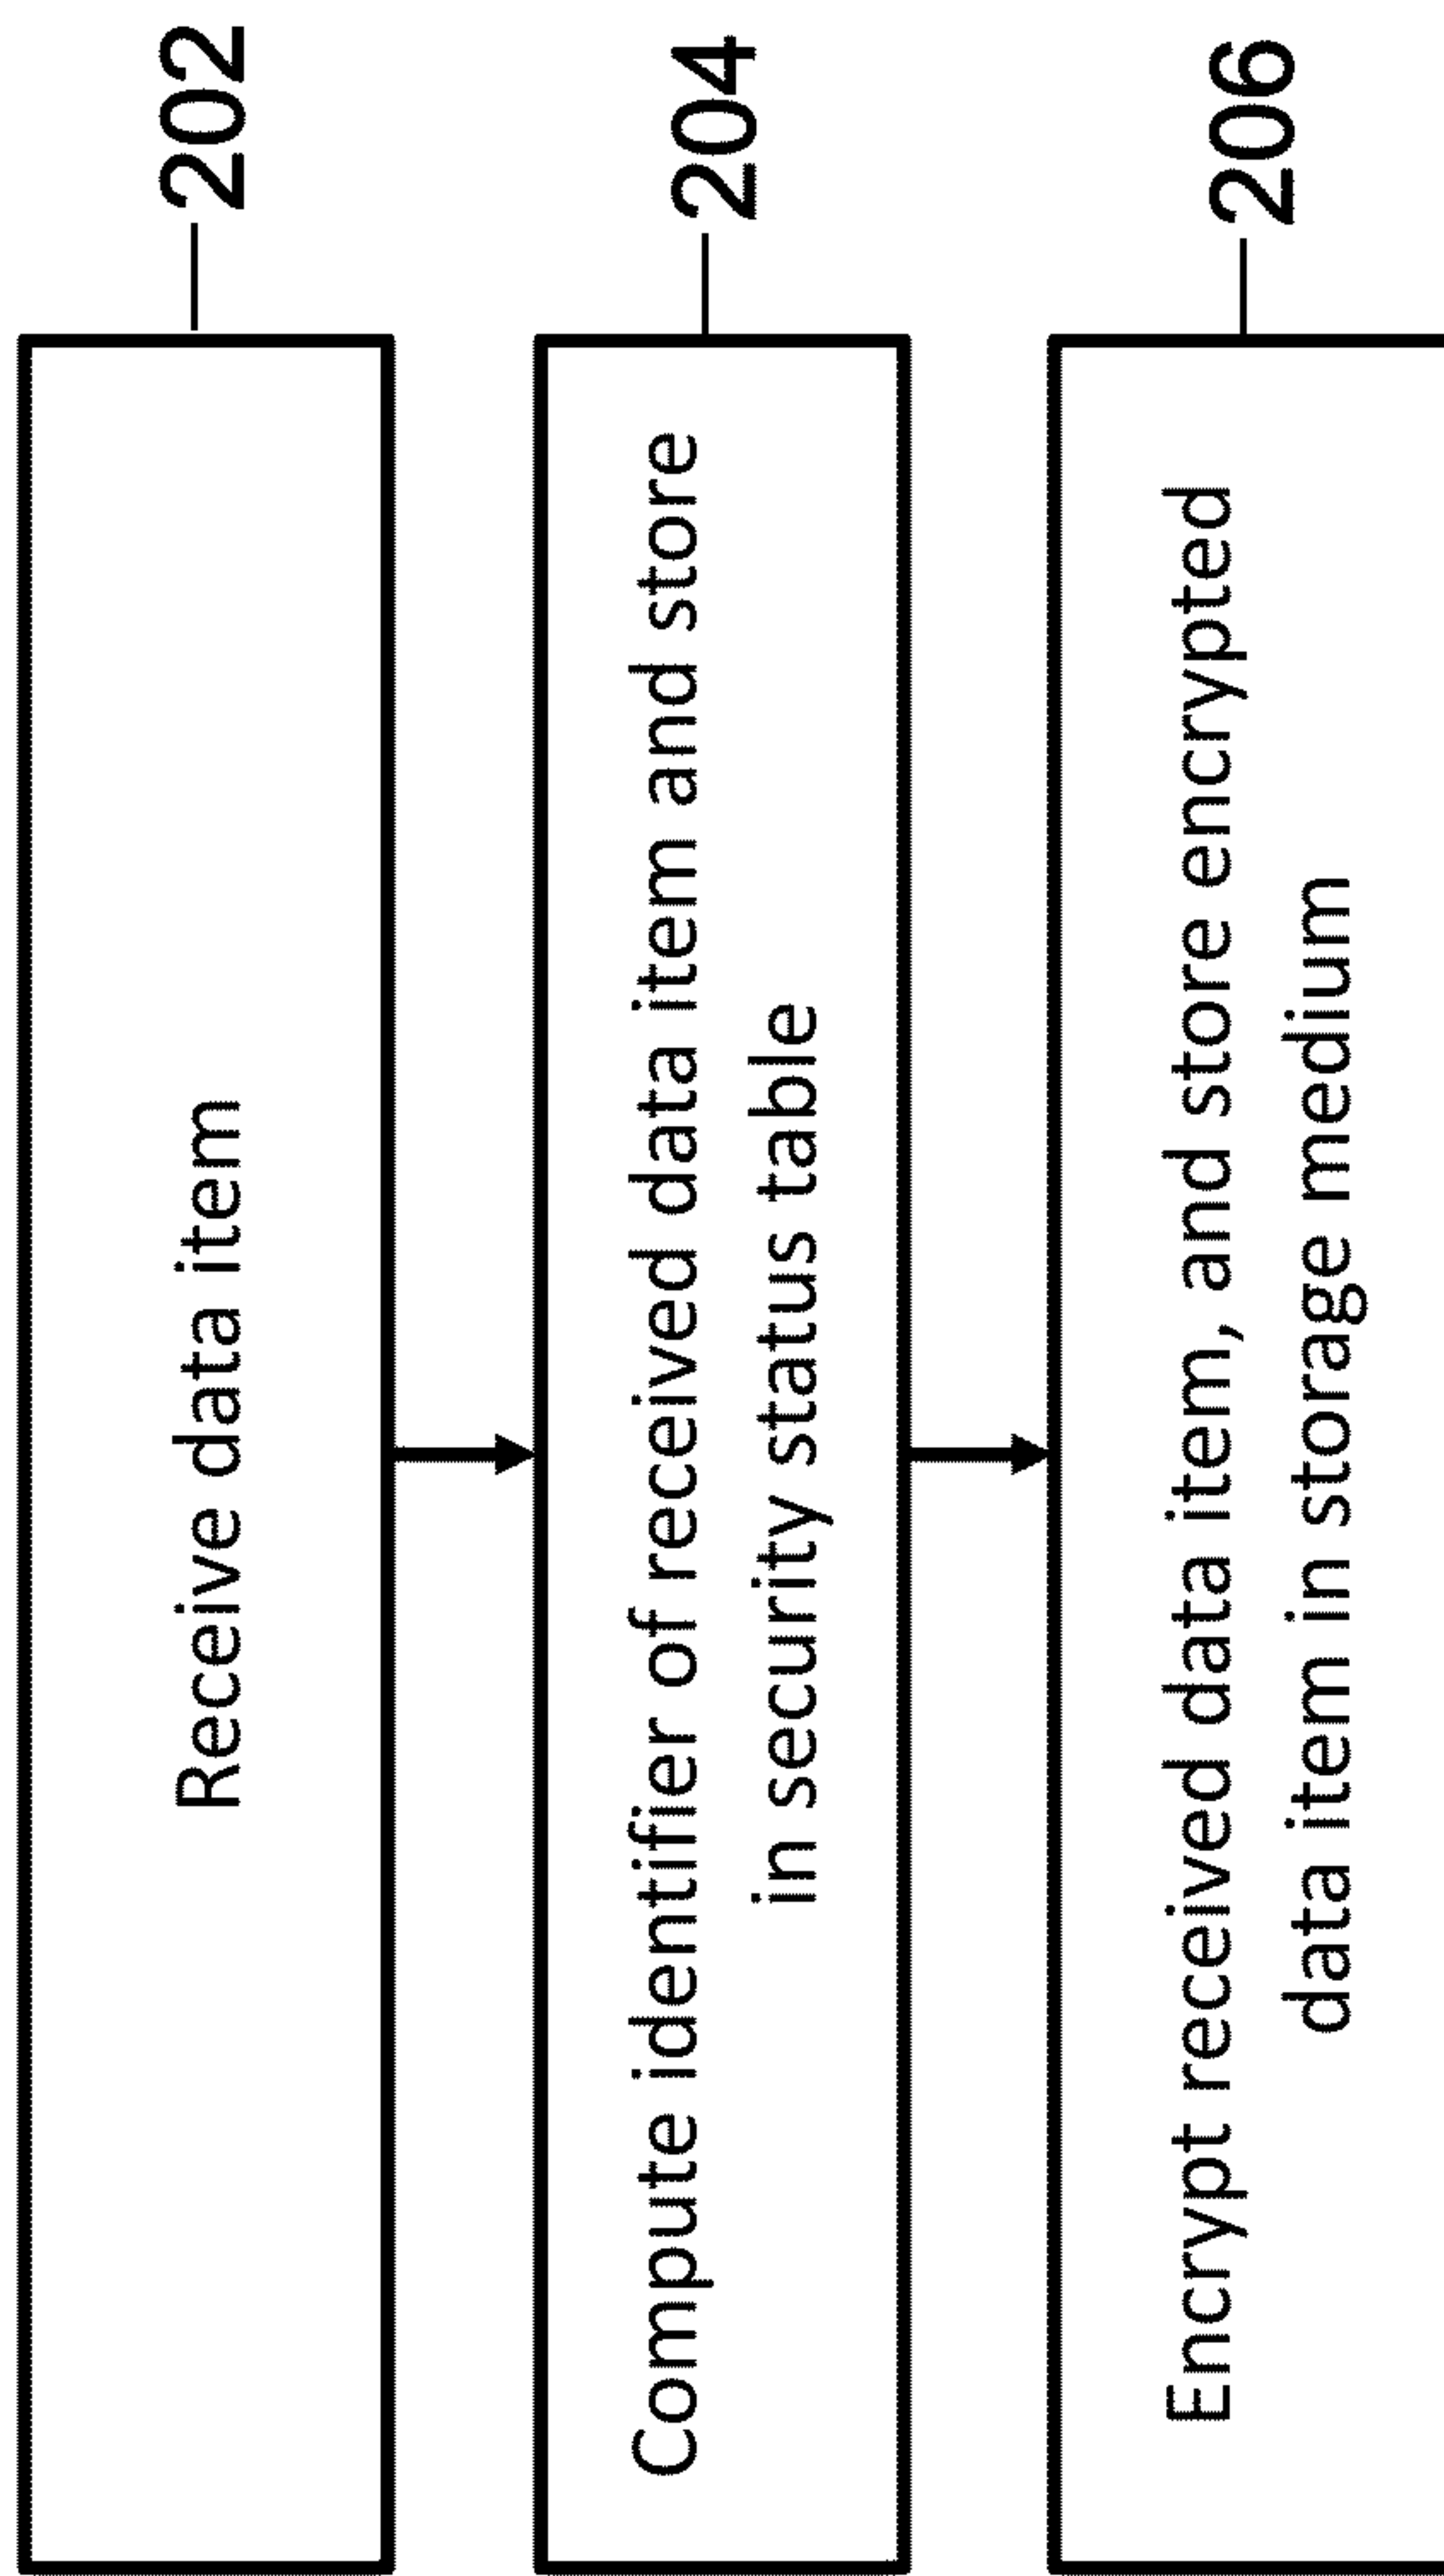 Receive data item
202
Compute identifier of received data item and store
in security status table
204
Encrypt received data item, and store encrypted
data item in storage medium
206